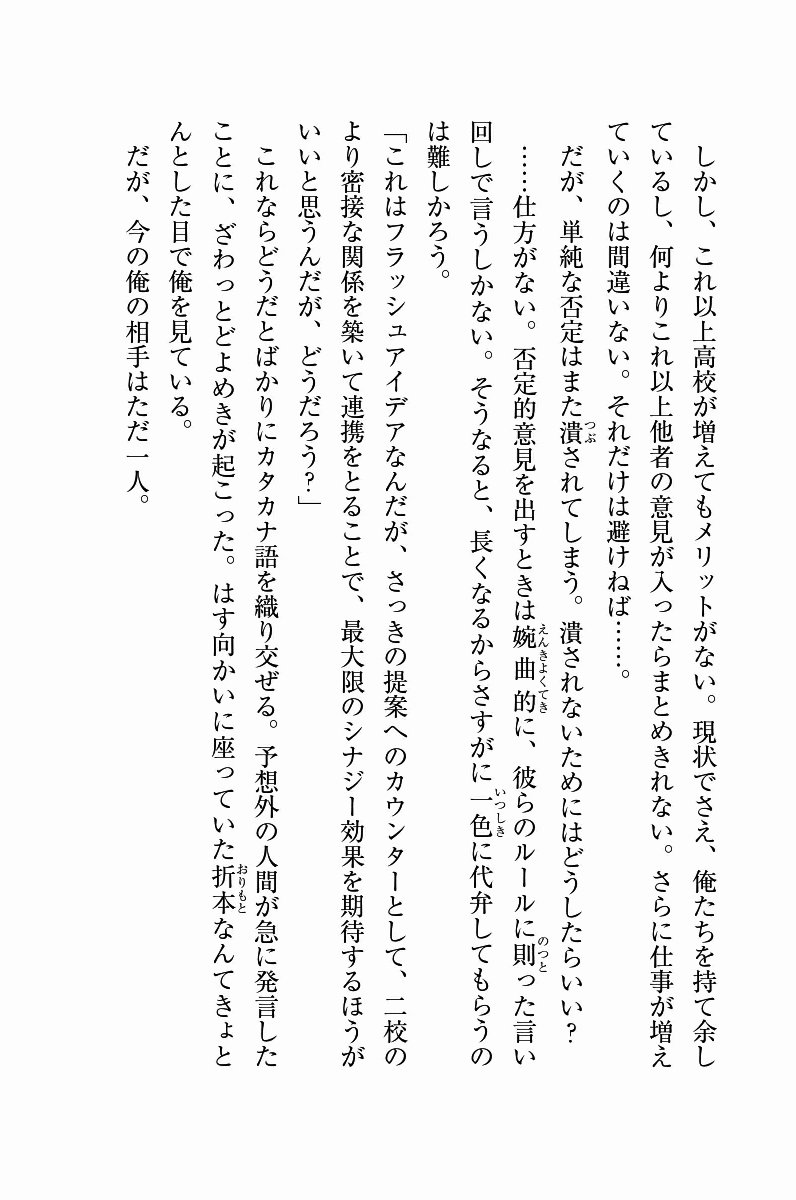 しかし、これ以上高校が増えてもメリットがない。現状でさえ、俺たちを持て余し
ているし、何よりこれ以上他者の意見が入ったらまとめきれない。さらに仕事が増え
ていくのは間違いない。それだけは避けねば……。
だが、単純な否定はまた潰されてしまう。潰されないためにはどうしたらいい?
……仕方がない。否定的意見を出すときは婉曲的に、彼らのルールに則った言い
回しで言うしかない。そうなると、長くなるからさすがに一色に代弁してもらうの
は難しかろう。
「これはフラッシュアイデアなんだが、さっきの提案へのカウンターとして、二校の
より密接な関係を築いて連携をとることで、最大限のシナジー効果を期待するほうが
いいと思うんだが、どうだろう?」
これならどうだとばかりにカタカナ語を織り交ぜる。予想外の人間が急に発言した
ことに、ざわっとどよめきが起こった。はす向かいに座っていた折本なんてきょと
んとした目で俺を見ている。
だが、今の俺の相手はただ一人。